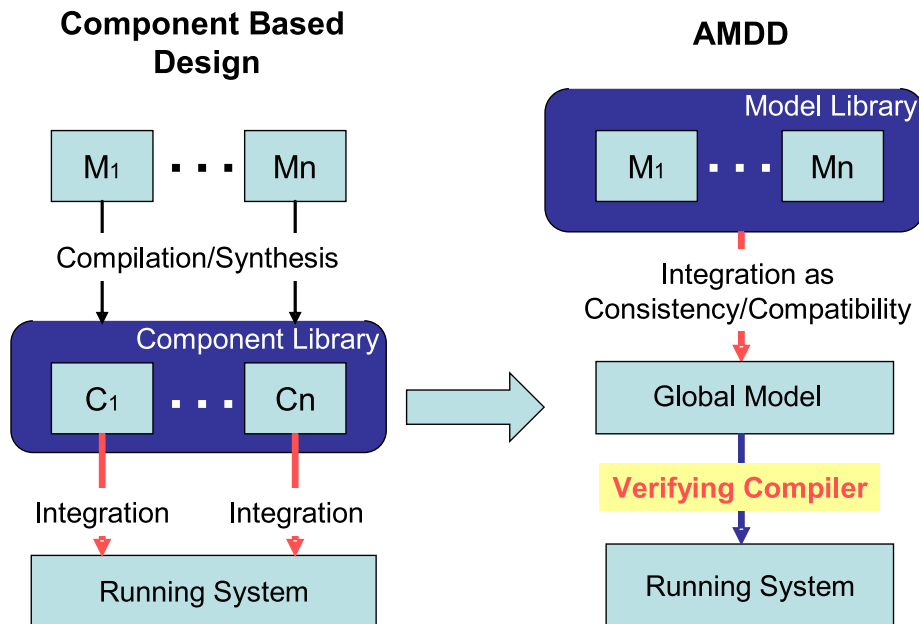 Component Based
Design
M1 ... Mn
Compilation/Synthesis
Component Library
C1 ... Cn
Integration Integration
Running System
AMDD
Model Library
M1 ... Mn
Integration as
Consistency/Compatibility
Global Model
Verifying Compiler
Running System